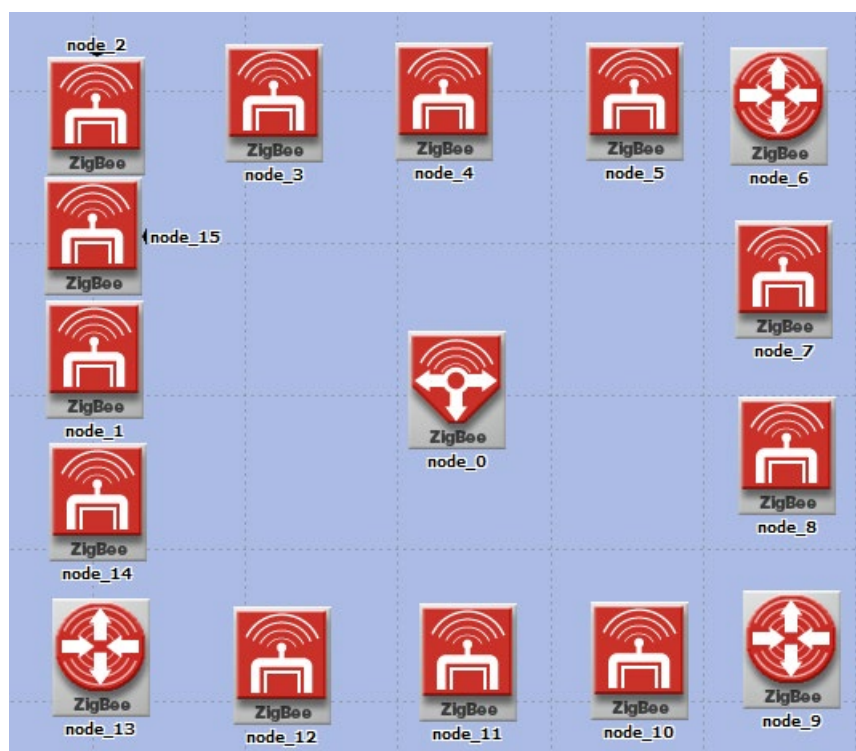 node_2
ZigBee
ZigBee
node_3
ZigBee
node_4
ZigBee
node_5
ZigBee
node_6
ZigBee
node_15
ZigBee
node_7
ZigBee
node_1
ZigBee
node_0
ZigBee
node_8
ZigBee
node_14
ZigBee
node_13
ZigBee
node_12
ZigBee
node_11
ZigBee
node_10
ZigBee
node_9